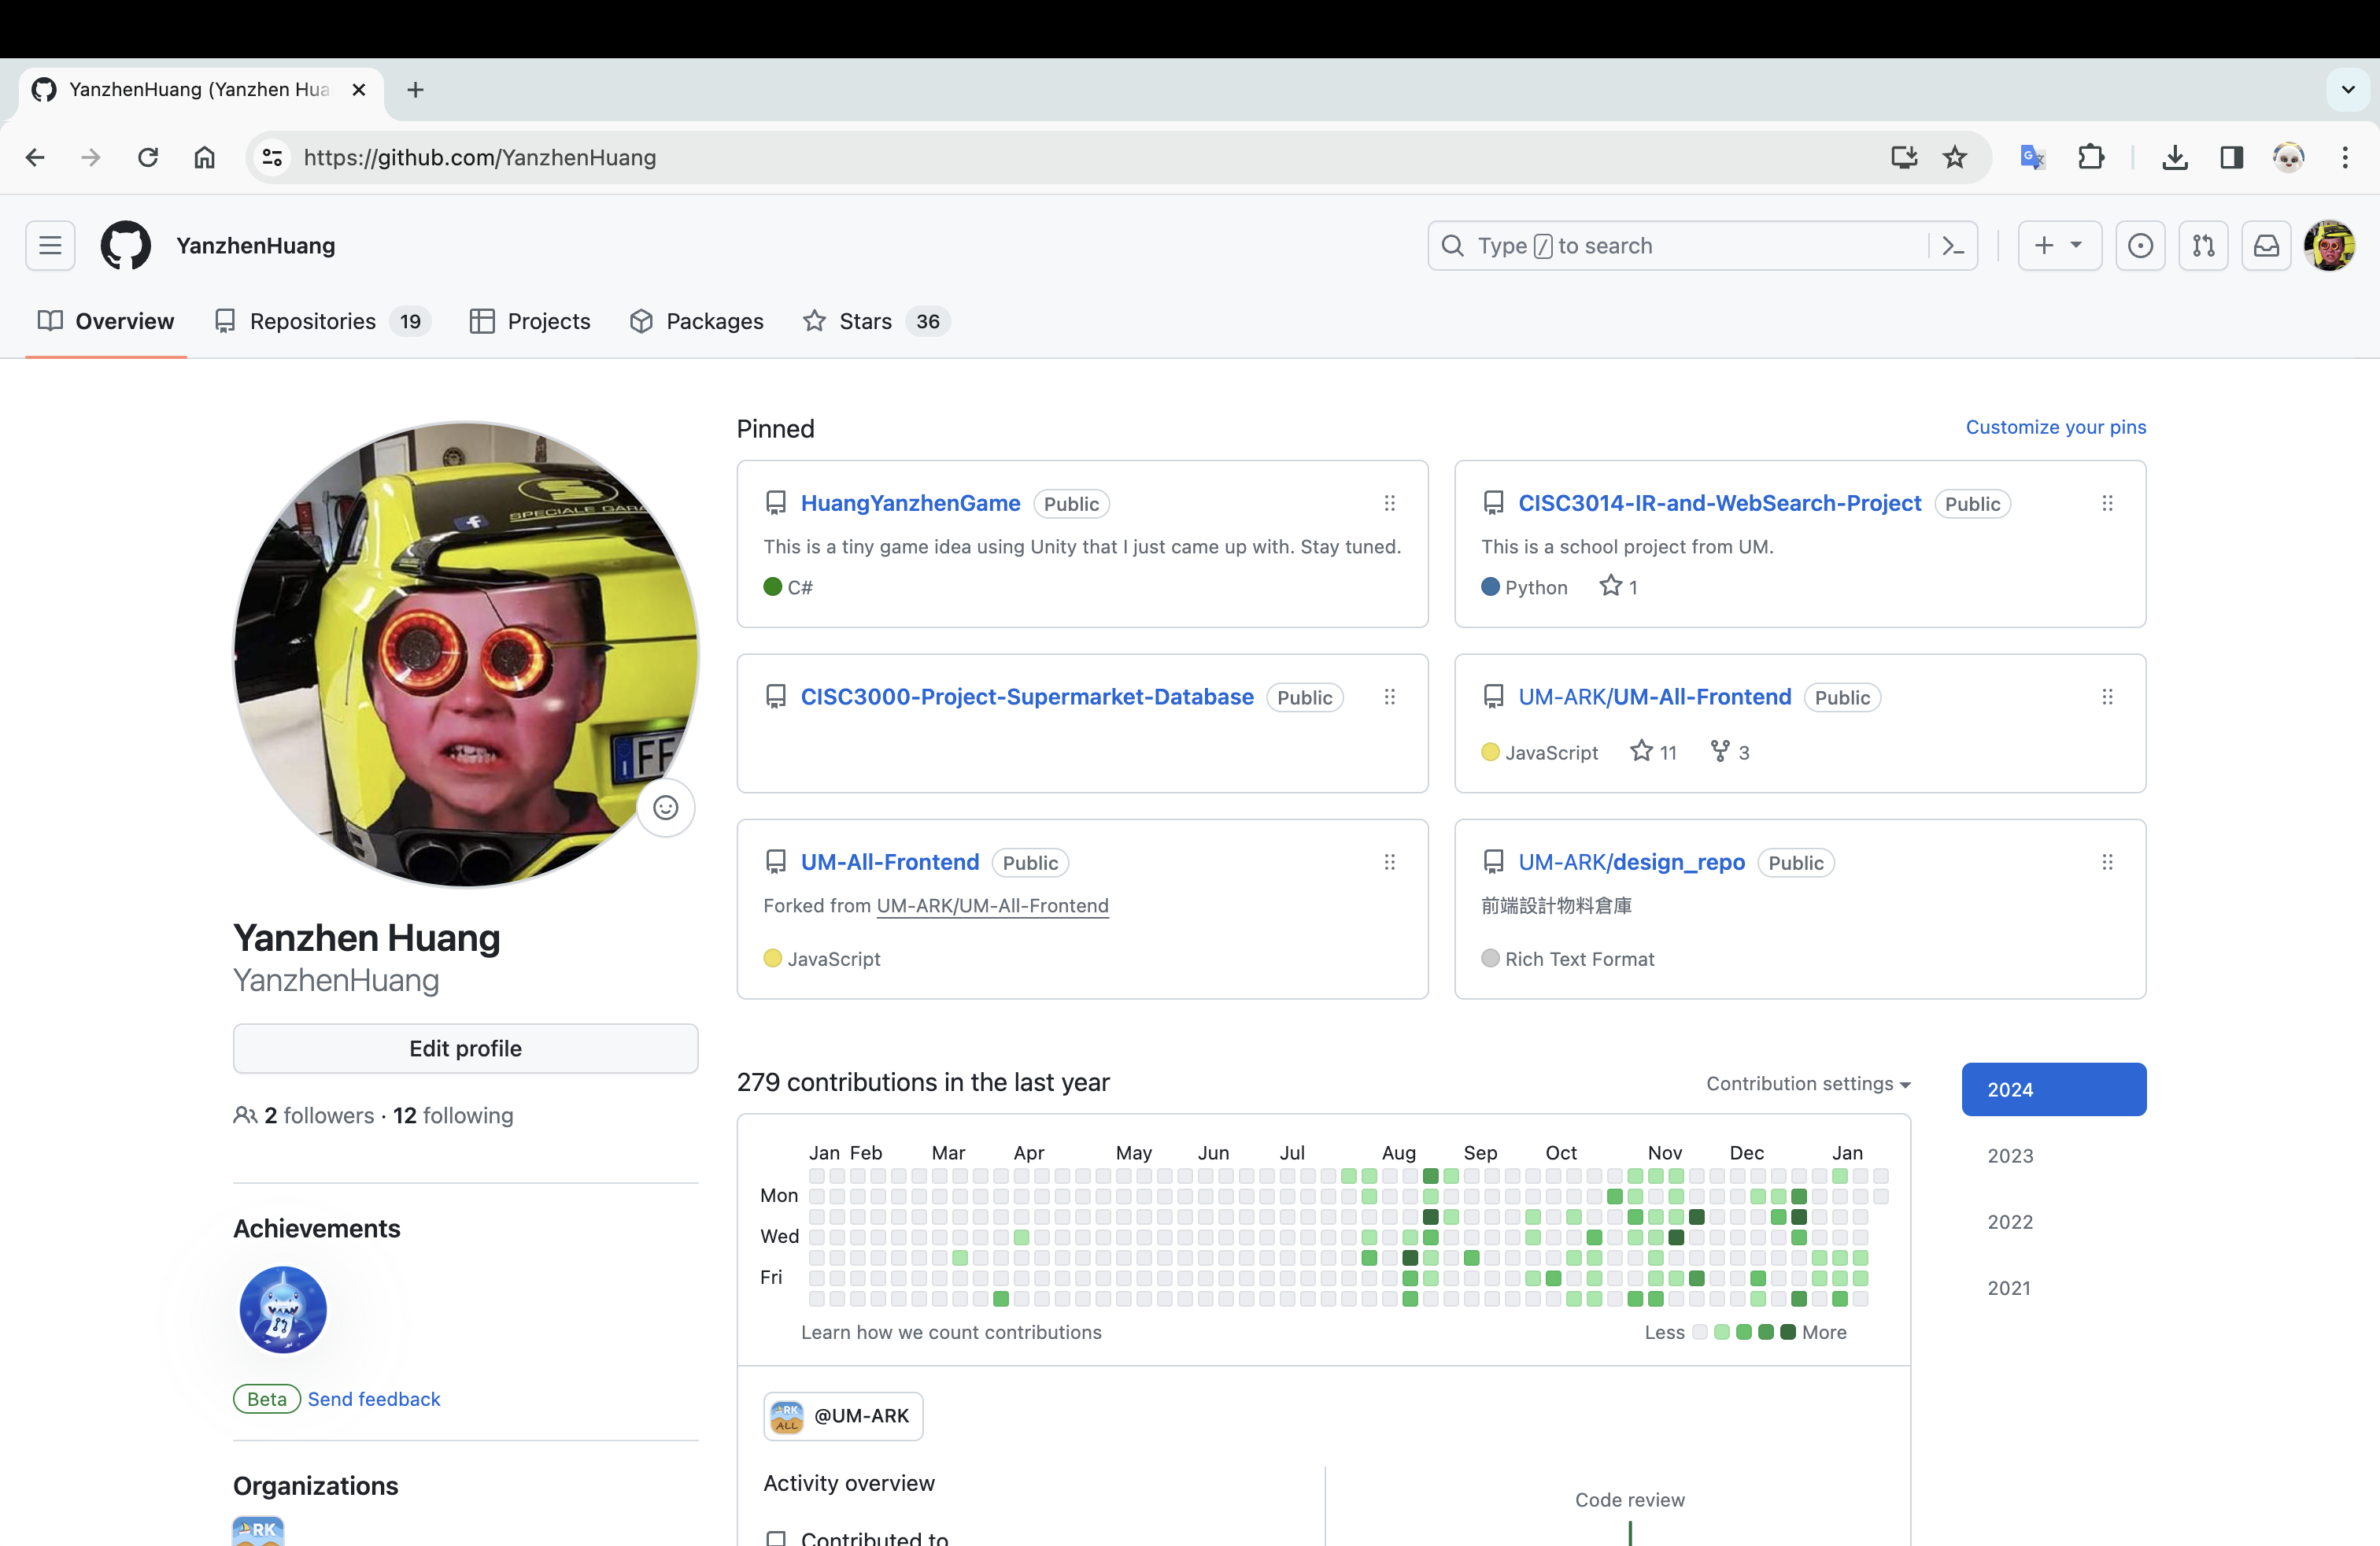 YanzhenHuang (Yanzhen Hua
https://github.com/YanzhenHuang
YanzhenHuang
Type / to search
Overview
Repositories 19
Projects
Packages
Stars 36
SPECIALE GARA
FF
Yanzhen Huang
YanzhenHuang
Edit profile
2 followers · 12 following
Achievements
Beta Send feedback
Organizations
RK
Pinned
Customize your pins
HuangYanzhenGame Public
This is a tiny game idea using Unity that I just came up with. Stay tuned.
C#
CISC3014-IR-and-WebSearch-Project Public
This is a school project from UM.
Python 1
CISC3000-Project-Supermarket-Database Public
UM-ARK/UM-All-Frontend Public
JavaScript 11 3
UM-All-Frontend Public
Forked from UM-ARK/UM-All-Frontend
JavaScript
UM-ARK/design_repo Public
前端設計物料倉庫
Rich Text Format
279 contributions in the last year
Contribution settings
Jan Feb Mar Apr May Jun Jul Aug Sep Oct Nov Dec Jan
Mon
Wed
Fri
Learn how we count contributions
Less More
2024
2023
2022
2021
RK
ALL
@UM-ARK
Activity overview
Contributed to
Code review